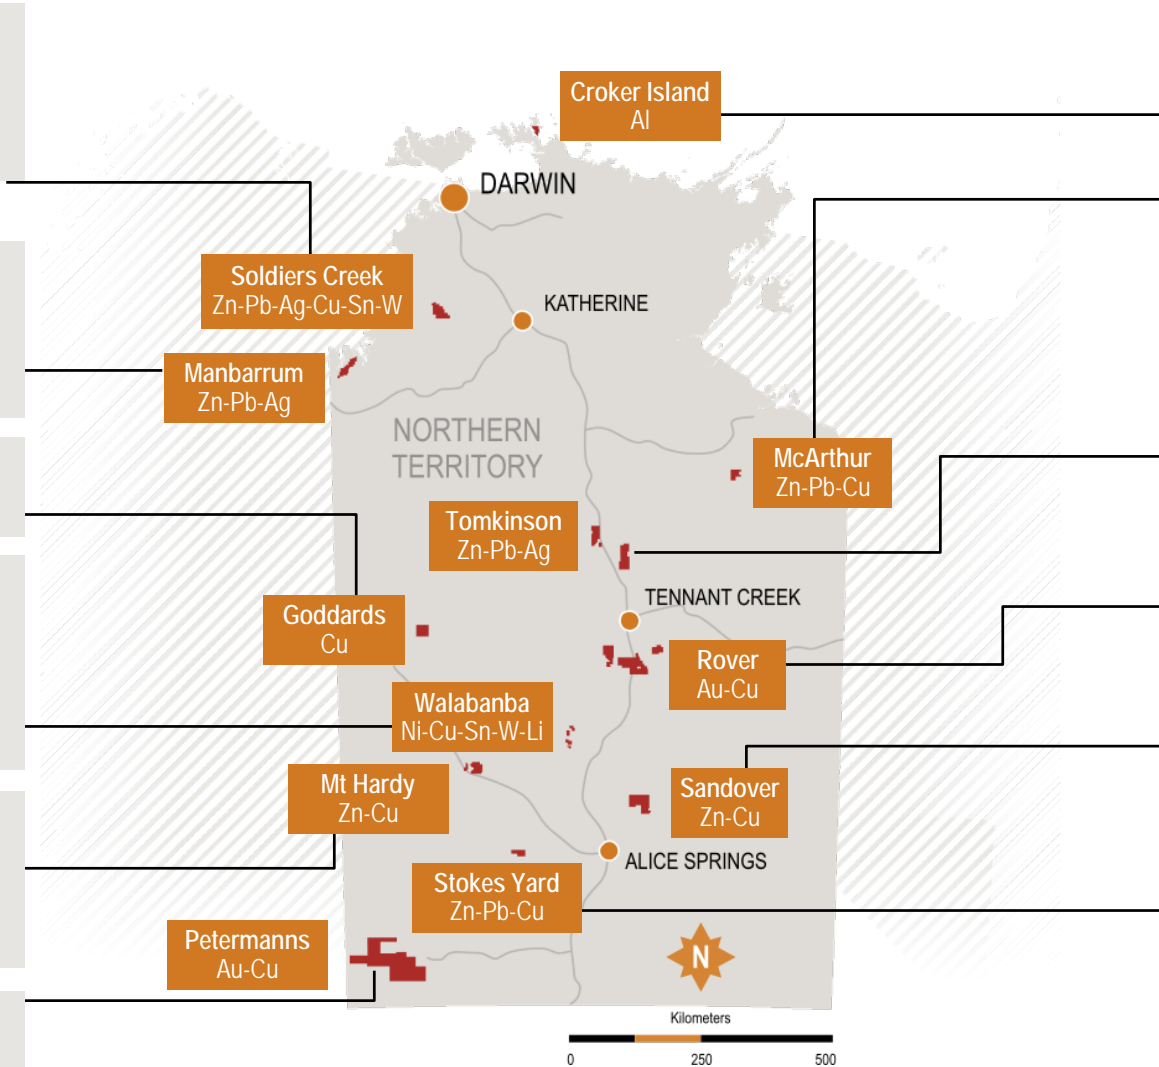 Croker Island
Al
DARWIN
Soldiers Creek
Zn-Pb-Ag-Cu-Sn-W
KATHERINE
Manbarrum
Zn-Pb-Ag
NORTHERN
TERRITORY
McArthur
Zn-Pb-Cu
Tomkinson
Zn-Pb-Ag
TENNANT CREEK
Goddards
Cu
Rover
Au-Cu
Walabanba
Ni-Cu-Sn-W-Li
Mt Hardy
Zn-Cu
Sandover
Zn-Cu
ALICE SPRINGS
Stokes Yard
Zn-Pb-Cu
Petermanns
Au-Cu
N
Kilometers
0 250 500